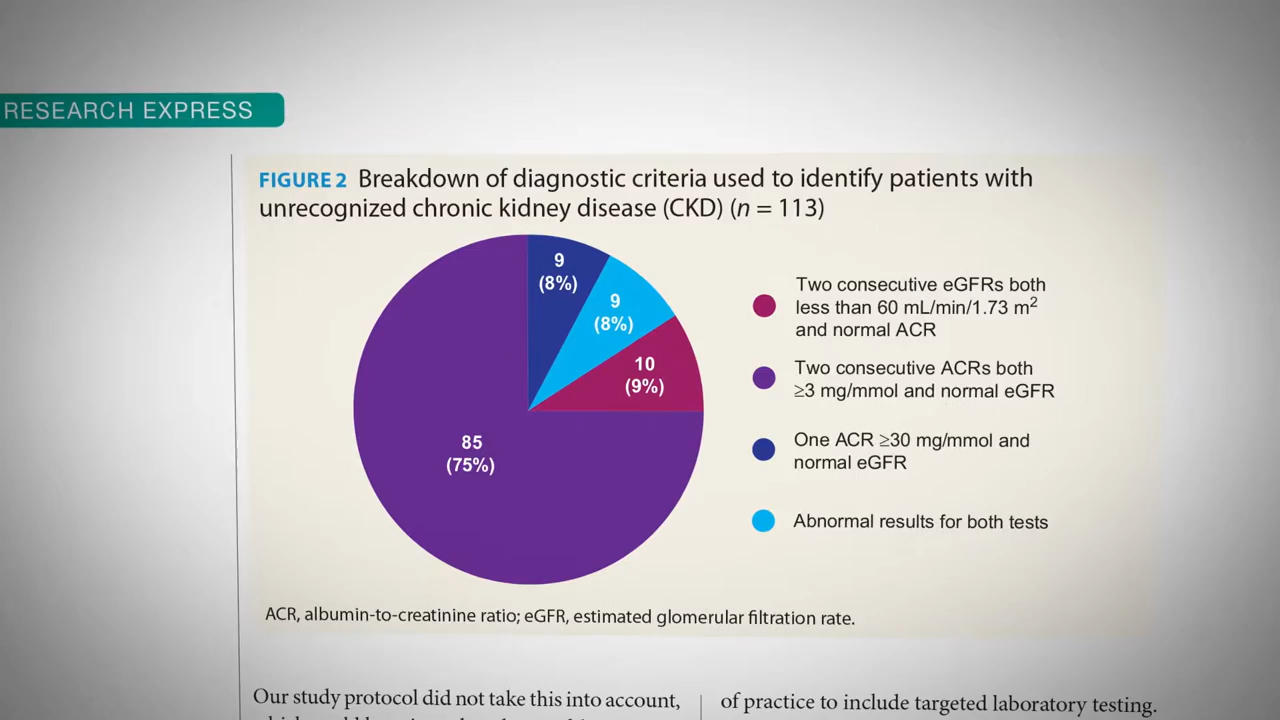 RESEARCH EXPRESS
FIGURE 2 Breakdown of diagnostic criteria used to identify patients with
unrecognized chronic kidney disease (CKD) (n = 113)
9
(8%)
9
(8%)
10
(9%)
85
(75%)
Two consecutive eGFRs both
less than 60 mL/min/1.73 m²
and normal ACR
Two consecutive ACRs both
≥3 mg/mmol and normal eGFR
One ACR ≥30 mg/mmol and
normal eGFR
Abnormal results for both tests
ACR, albumin-to-creatinine ratio; eGFR, estimated glomerular filtration rate.
Our study protocol did not take this into account,
of practice to include targeted laboratory testing.